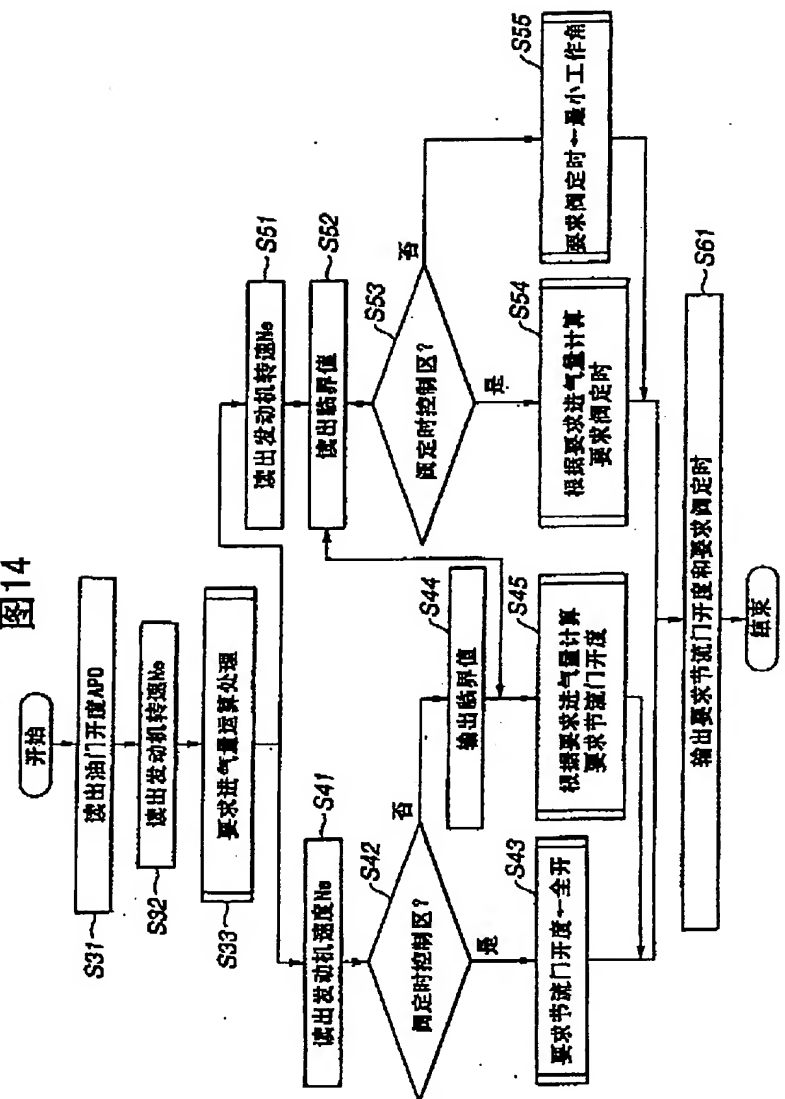 图14
开始
读出油门开度APO
S31
读出发动机转速Ne
S32
要求进气量运算处理
S33
读出发动机速度Ne
S41
阀定时控制区?
S42
否
是
要求节流门开度←全开
S43
输出临界值
S44
根据要求进气量计算
要求节流门开度
S45
读出发动机转速Ne
S51
读出临界值
S52
阀定时控制区?
S53
否
是
根据要求进气量计算
要求阀定时
S54
要求阀定时←最小工作角
S55
输出要求节流门开度和要求阀定时
S61
结束